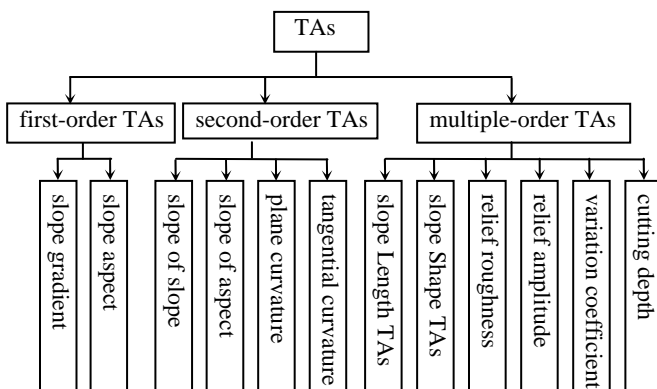 TAs
first-order TAs
second-order TAs
multiple-order TAs
slope gradient
slope aspect
slope of slope
slope of aspect
plane curvature
tangential curvature
slope Length TAs
slope Shape TAs
relief roughness
relief amplitude
variation coefficient
cutting depth